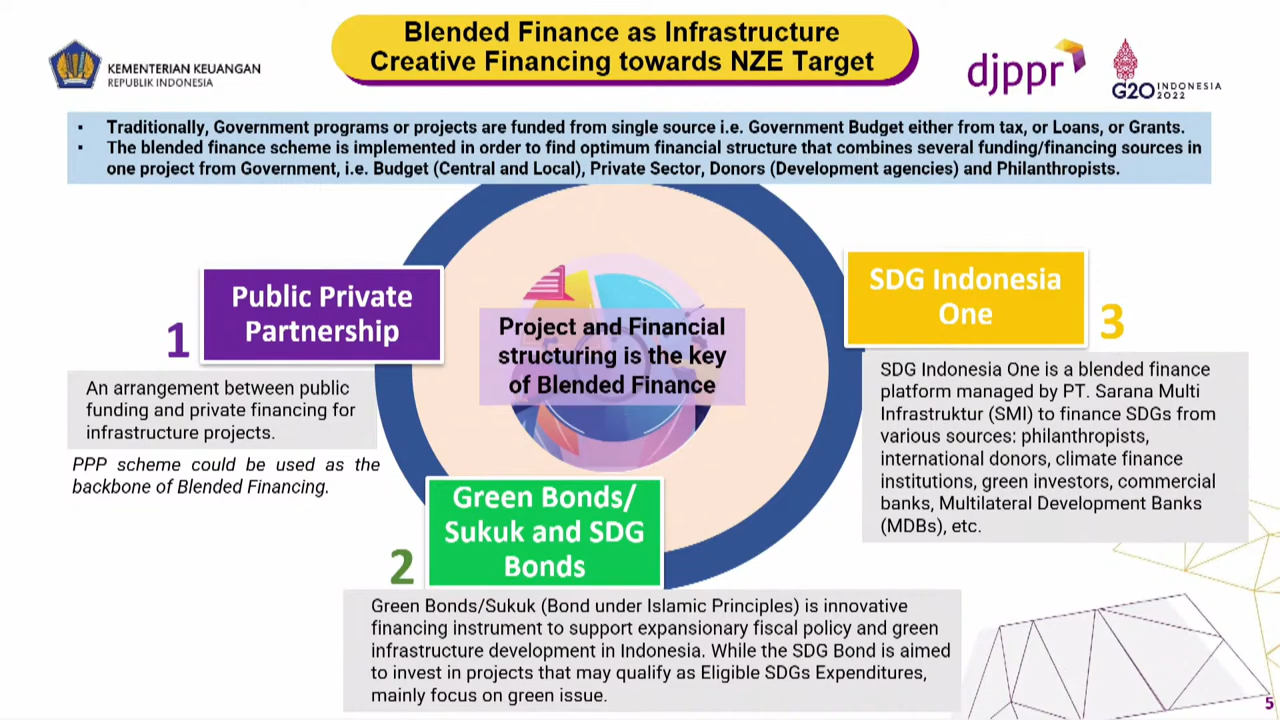 Blended Finance as Infrastructure
Creative Financing towards NZE Target
KEMENTERIAN KEUANGAN
REPUBLIK INDONESIA
djppr
G20 INDONESIA
2022
• Traditionally, Government programs or projects are funded from single source i.e. Government Budget either from tax, or Loans, or Grants.
• The blended finance scheme is implemented in order to find optimum financial structure that combines several funding/financing sources in
one project from Government, i.e. Budget (Central and Local), Private Sector, Donors (Development agencies) and Philanthropists.
1
Public Private
Partnership
An arrangement between public
funding and private financing for
infrastructure projects.
PPP scheme could be used as the
backbone of Blended Financing.
Project and Financial
structuring is the key
of Blended Finance
2
Green Bonds/
Sukuk and SDG
Bonds
Green Bonds/Sukuk (Bond under Islamic Principles) is innovative
financing instrument to support expansionary fiscal policy and green
infrastructure development in Indonesia. While the SDG Bond is aimed
to invest in projects that may qualify as Eligible SDGs Expenditures,
mainly focus on green issue.
SDG Indonesia
One
3
SDG Indonesia One is a blended finance
platform managed by PT. Sarana Multi
Infrastruktur (SMI) to finance SDGs from
various sources: philanthropists,
international donors, climate finance
institutions, green investors, commercial
banks, Multilateral Development Banks
(MDBs), etc.
5